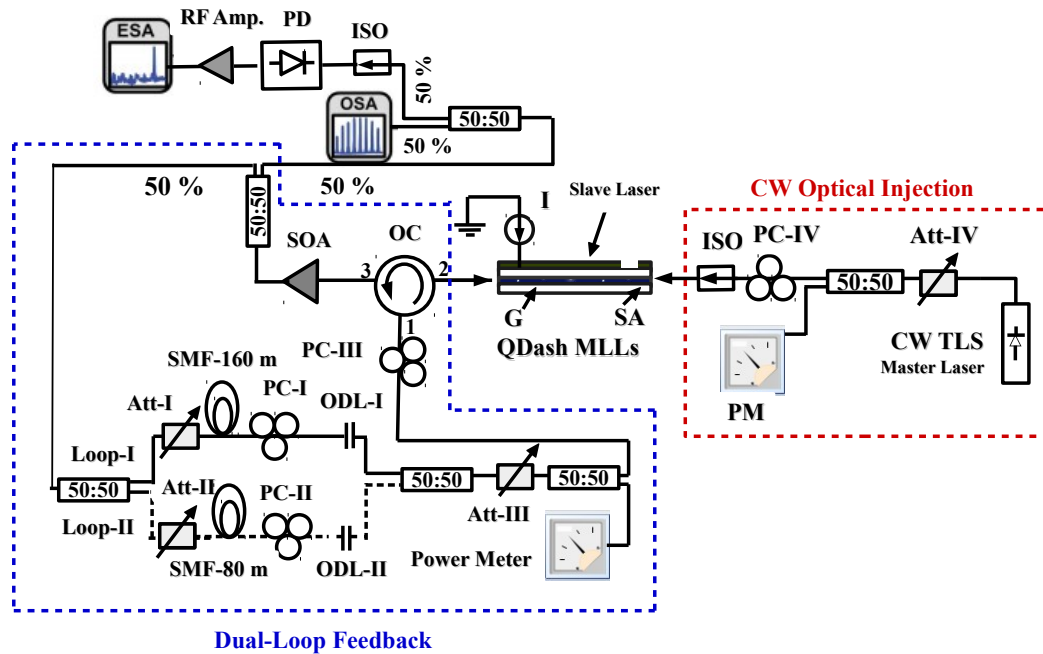 RF Amp.
PD
ISO
ESA
50 %
OSA
50:50
50 %
50 %
50 %
50:50
Slave Laser
I
CW Optical Injection
SOA
OC
3
2
1
ISO
PC-IV
Att-IV
50:50
G
SA
QDash MLLs
PC-III
CW TLS
Master Laser
PM
SMF-160 m
PC-I
ODL-I
Att-I
Loop-I
50:50
Att-II
PC-II
50:50
50:50
Att-III
Loop-II
SMF-80 m
ODL-II
Power Meter
Dual-Loop Feedback